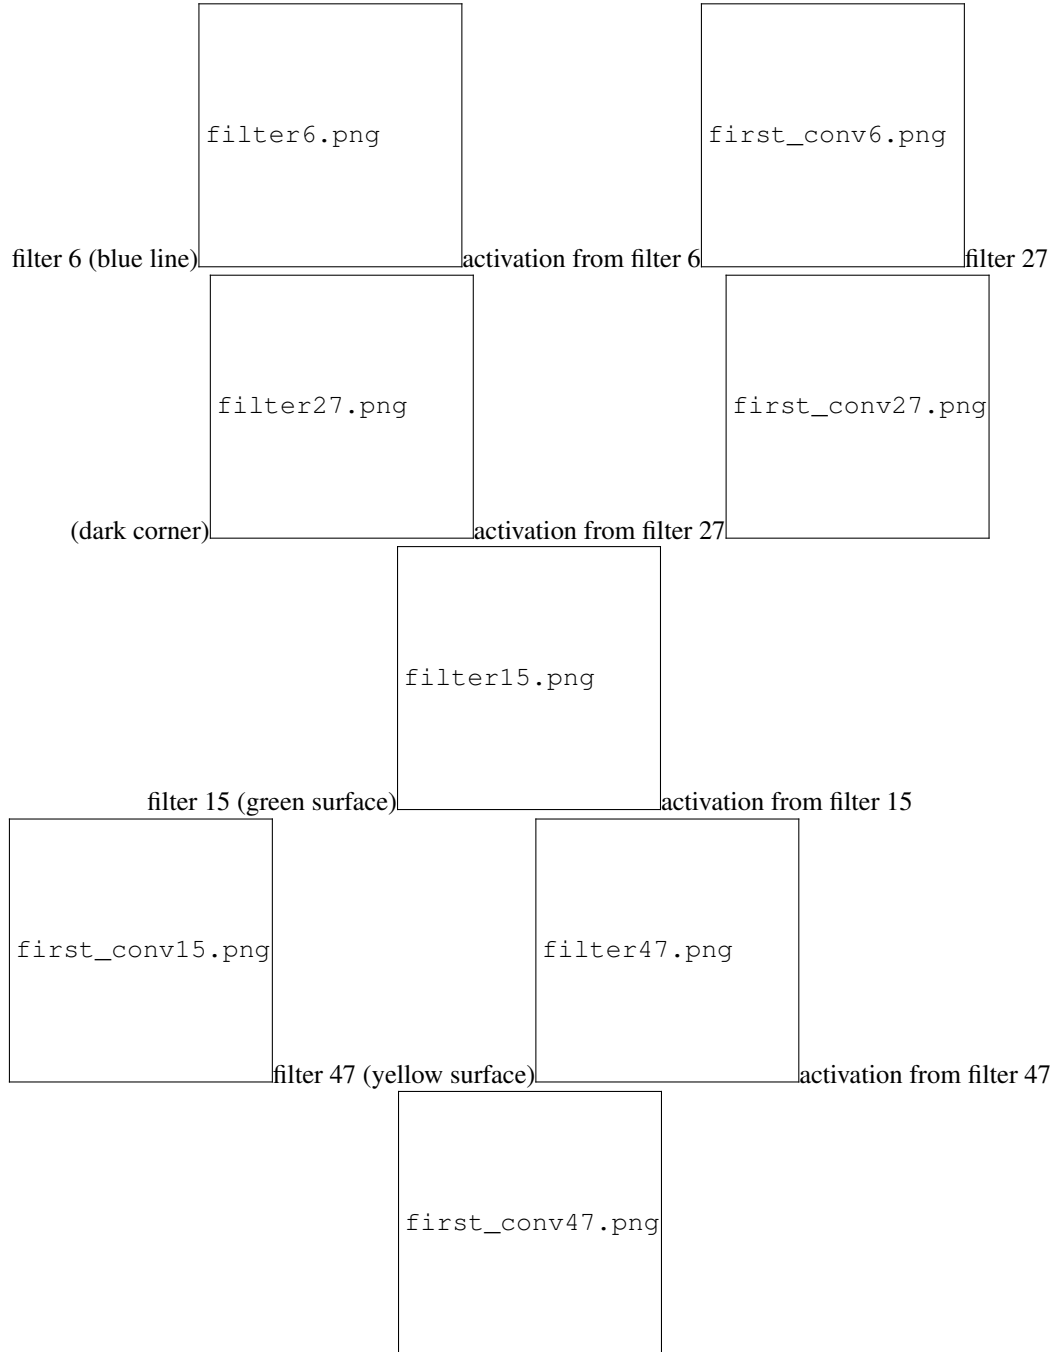 filter6.png
first_conv6.png
filter 6 (blue line) activation from filter 6 filter 27
filter27.png
first_conv27.png
(dark corner) activation from filter 27
filter15.png
filter 15 (green surface) activation from filter 15
first_conv15.png
filter47.png
filter 47 (yellow surface) activation from filter 47
first_conv47.png